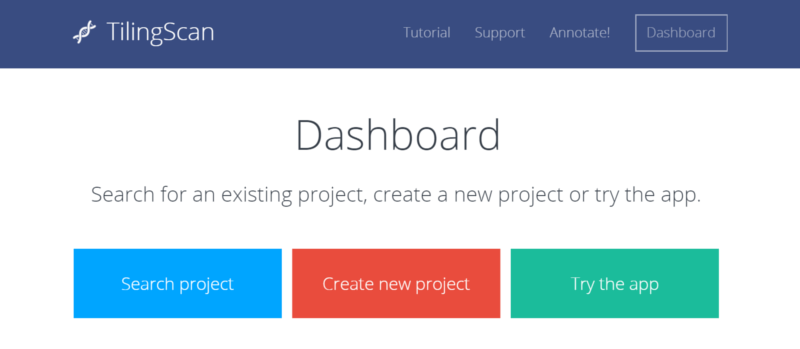 TilingScan
Tutorial
Support
Annotate!
Dashboard
Dashboard
Search for an existing project, create a new project or try the app.
Search project
Create new project
Try the app